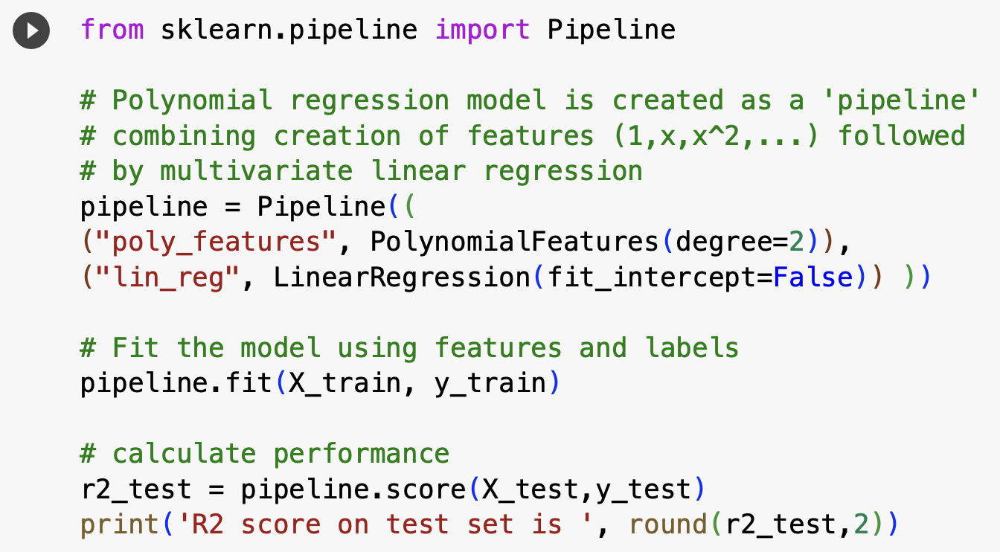 from sklearn.pipeline import Pipeline
# Polynomial regression model is created as a 'pipeline'
# combining creation of features (1,x,x^2,...) followed
# by multivariate linear regression
pipeline = Pipeline((
("poly_features", PolynomialFeatures(degree=2)),
("lin_reg", LinearRegression(fit_intercept=False)) ))
# Fit the model using features and labels
pipeline.fit(X_train, y_train)
# calculate performance
r2_test = pipeline.score(X_test,y_test)
print('R2 score on test set is ', round(r2_test,2))